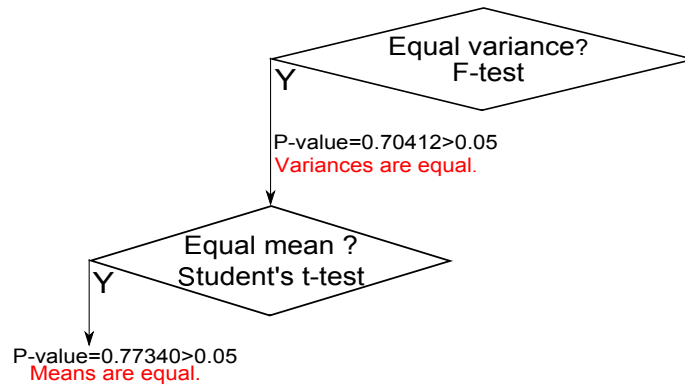 Equal variance?
F-test
Y
P-value=0.70412>0.05
Variances are equal.
Equal mean ?
Student's t-test
Y
P-value=0.77340>0.05
Means are equal.